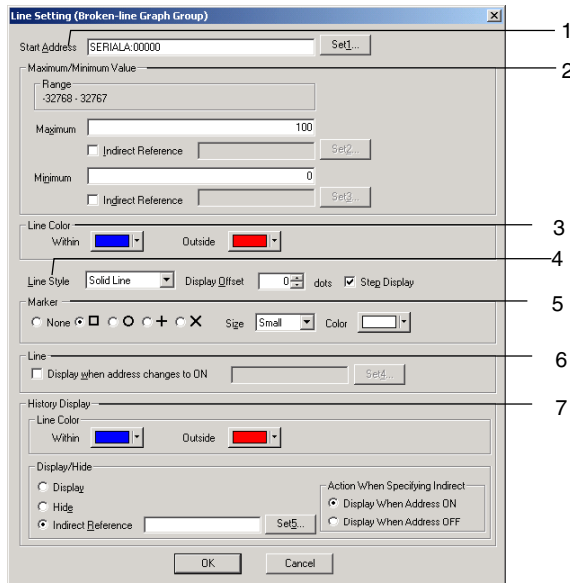 Line Setting (Broken-line Graph Group)
1
Start Address SERIALA:00000 Set1...
2
Maximum/Minimum Value
Range
-32768 - 32767
Maximum 100
Indirect Reference Set2...
Minimum 0
Indirect Reference Set3...
Line Color
3
Within Outside
4
Line Style Solid Line Display Offset 0 dots Step Display
Marker
5
None Size Small Color
Line
6
Display when address changes to ON Set4...
History Display
7
Line Color
Within Outside
Display/Hide
Display
Hide
Indirect Reference Set5...
Action When Specifying Indirect
Display When Address ON
Display When Address OFF
OK Cancel